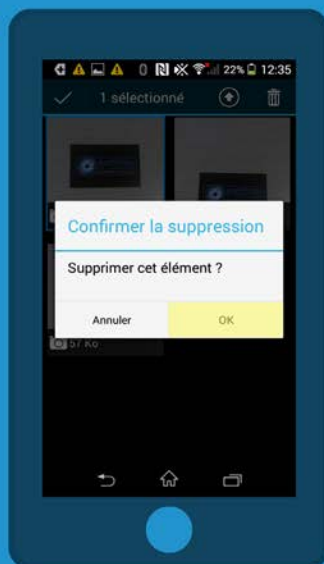 22% 12:35
1 sélectionné
Confirmer la suppression
Supprimer cet élément ?
Annuler OK
57 Ko